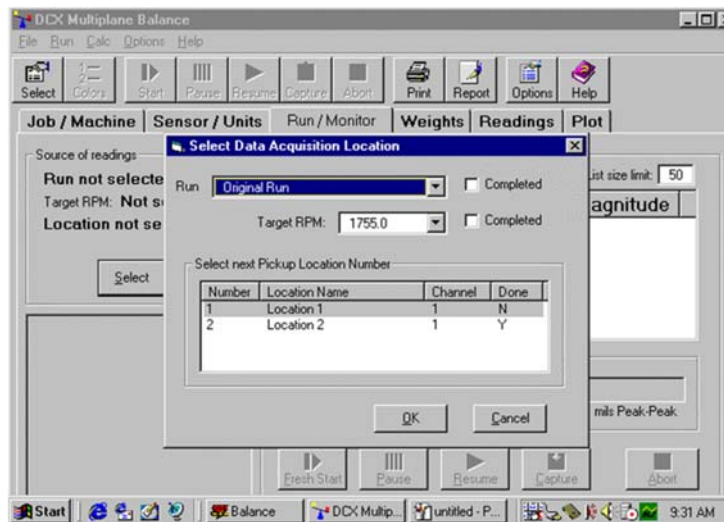 DCX Multiplane Balance
File Run Calc Options Help
Select Colors Start Pause Resume Capture Abort Print Report Options Help
Job / Machine Sensor / Units Run / Monitor Weights Readings Plot
Source of readings
Run not selecte
Target RPM: Not s
Location not se
Select
List size limit: 50
agnitude
Select Data Acquisition Location
Run Original Run Completed
Target RPM: 1755.0 Completed
Select next Pickup Location Number
Number Location Name Channel Done
1 Location 1 1 N
2 Location 2 1 Y
OK Cancel
mils Peak-Peak
Fresh Start Pause Resume Capture Abort
Start Balance DCX Multip... untitled - P... 9:31 AM